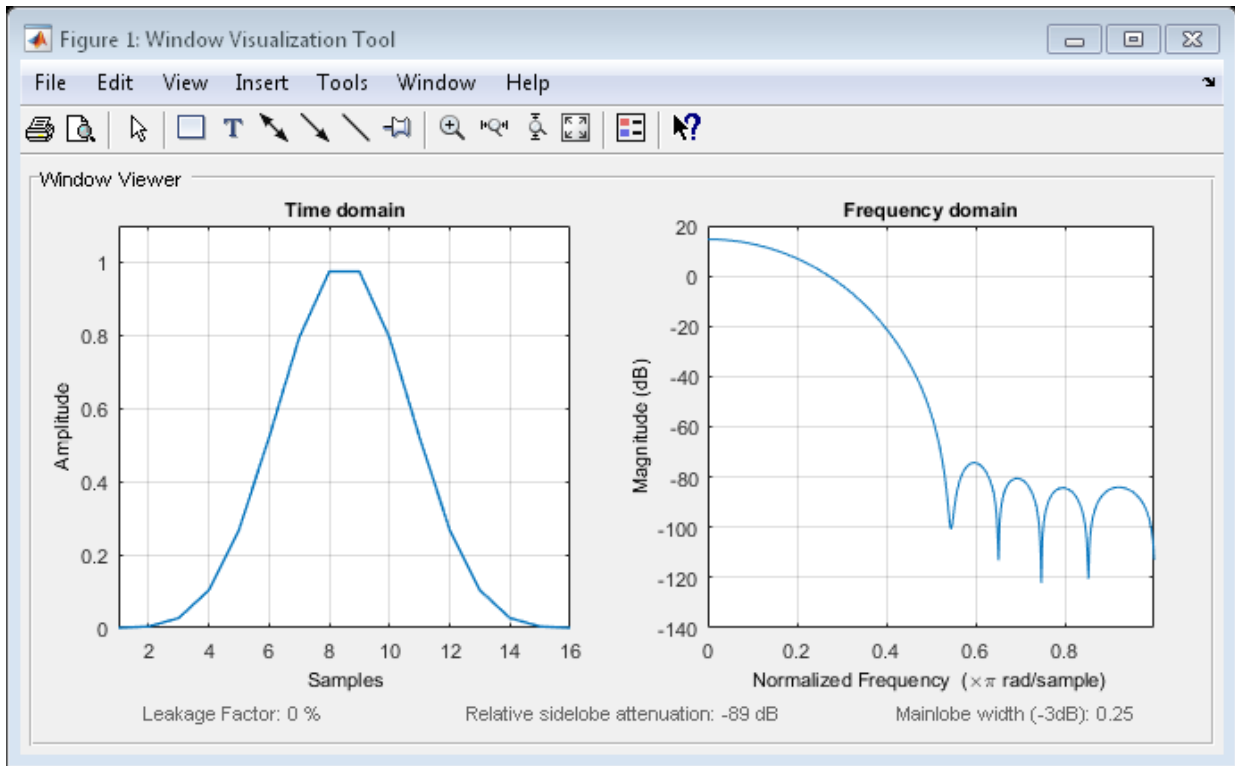 Figure 1: Window Visualization Tool
File Edit View Insert Tools Window Help
T
?
Window Viewer
Time domain
1
0.8
0.6
0.4
0.2
0
Amplitude
2 4 6 8 10 12 14 16
Samples
Frequency domain
20
0
-20
-40
-60
-80
-100
-120
-140
Magnitude (dB)
0 0.2 0.4 0.6 0.8
Normalized Frequency (×π rad/sample)
Leakage Factor: 0 % Relative sidelobe attenuation: -89 dB Mainlobe width (-3dB): 0.25